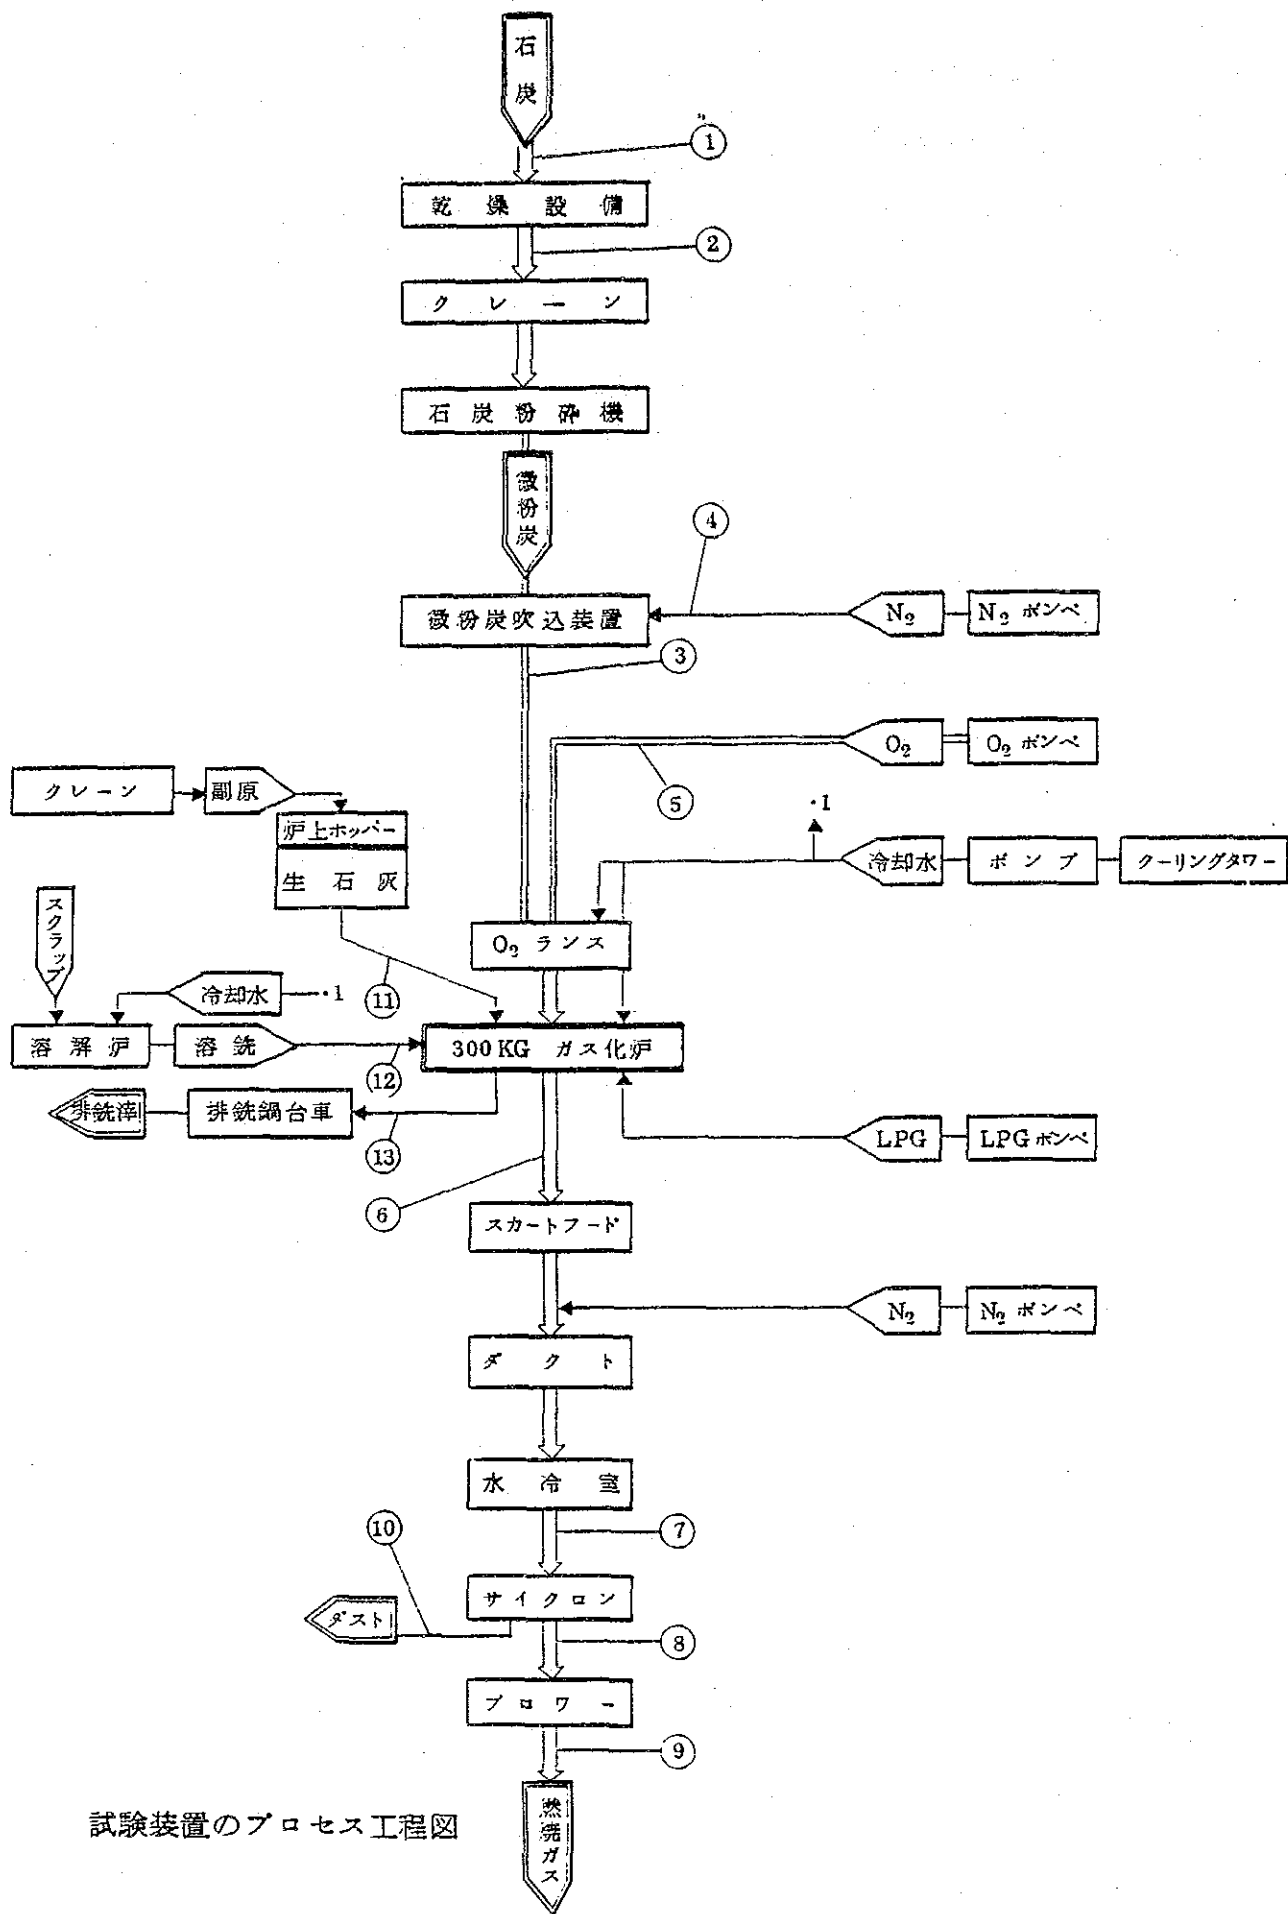 石炭
①
乾燥設備
②
クレーン
石炭粉砕機
微粉炭
④
微粉炭吹込装置
N₂
N₂ ボンベ
③
O₂
O₂ ボンベ
⑤
クレーン
副原
炉上ホッパー
生石灰
·1
冷却水
ポンプ
クーリングタワー
スクラップ
O₂ ランス
冷却水
·1
⑪
溶解炉
溶銑
⑫
300KG ガス化炉
排銑滓
排銑鍋台車
⑬
LPG
LPG ボンベ
⑥
スカートフード
N₂
N₂ ボンベ
ダクト
水冷室
⑩
⑦
サイクロン
ダスト
⑧
ブロワー
⑨
燃焼ガス
試験装置のプロセス工程図